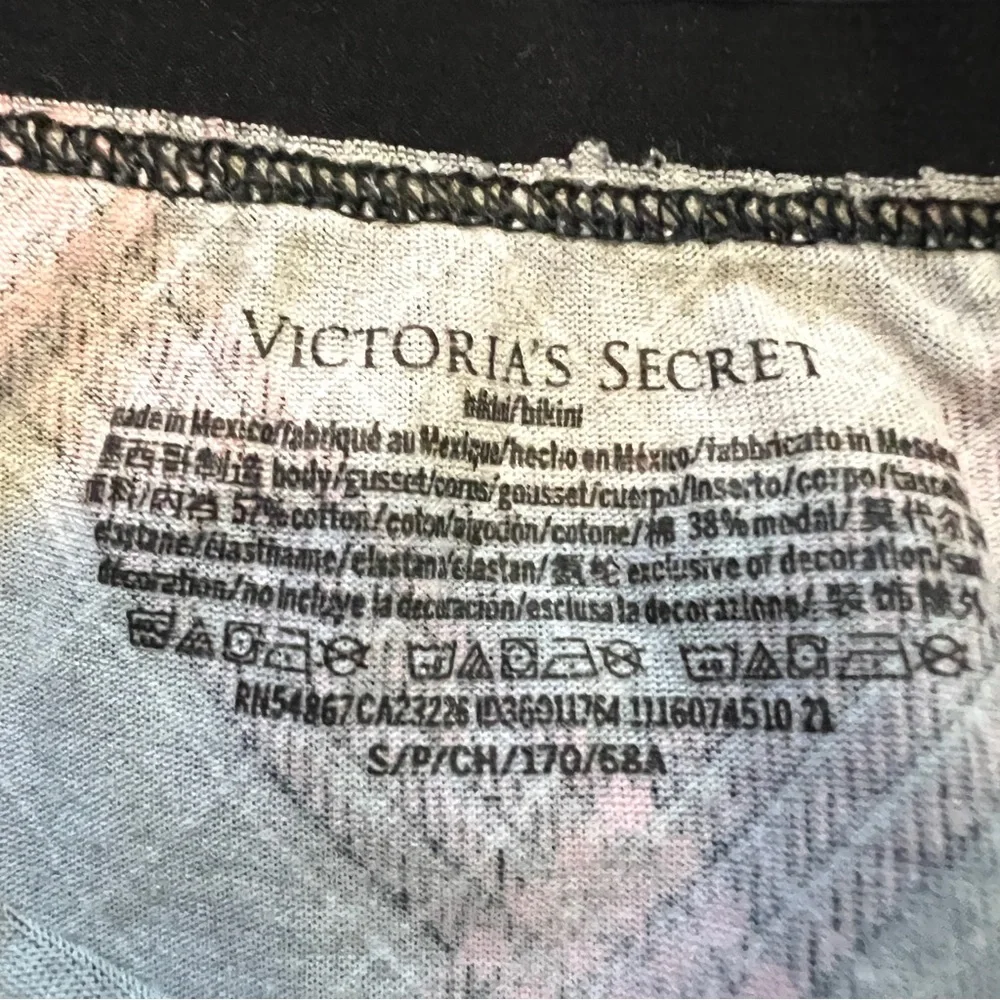 VICTORIA'S SECRET
bikini/bikini
made in Mexico/fabriqué au Mexique/hecho en México/fabbricato in Messico
墨西哥制造 body/gusset/corps/gousset/cuerpo/inserto/corpo/tassello
面料/内裆 57% cotton/coton/algodón/cotone/棉 38% modal/莫代尔
elastane/élasthanne/elastano/elastan/氨纶 exclusive of decoration/
décoration/no incluye la decoración/esclusa la decorazione/装饰除外
RN54867 CA23226 ID36911764 1116074510 21
S/P/CH/170/68A